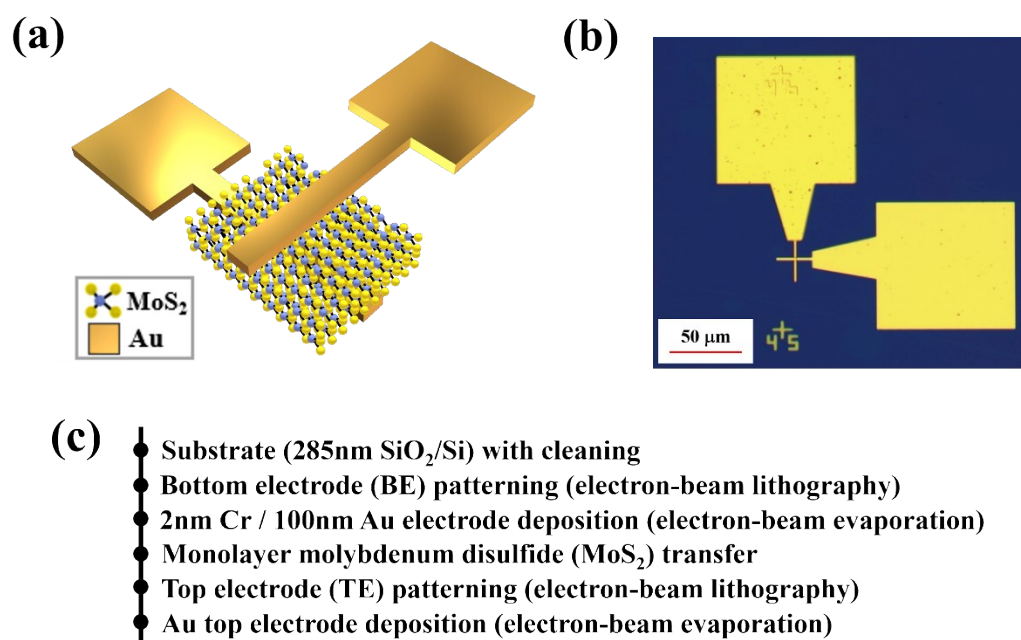 (a)
(b)
MoS₂
Au
50 μm
4 5
(c)
Substrate (285nm SiO₂/Si) with cleaning
Bottom electrode (BE) patterning (electron-beam lithography)
2nm Cr / 100nm Au electrode deposition (electron-beam evaporation)
Monolayer molybdenum disulfide (MoS₂) transfer
Top electrode (TE) patterning (electron-beam lithography)
Au top electrode deposition (electron-beam evaporation)